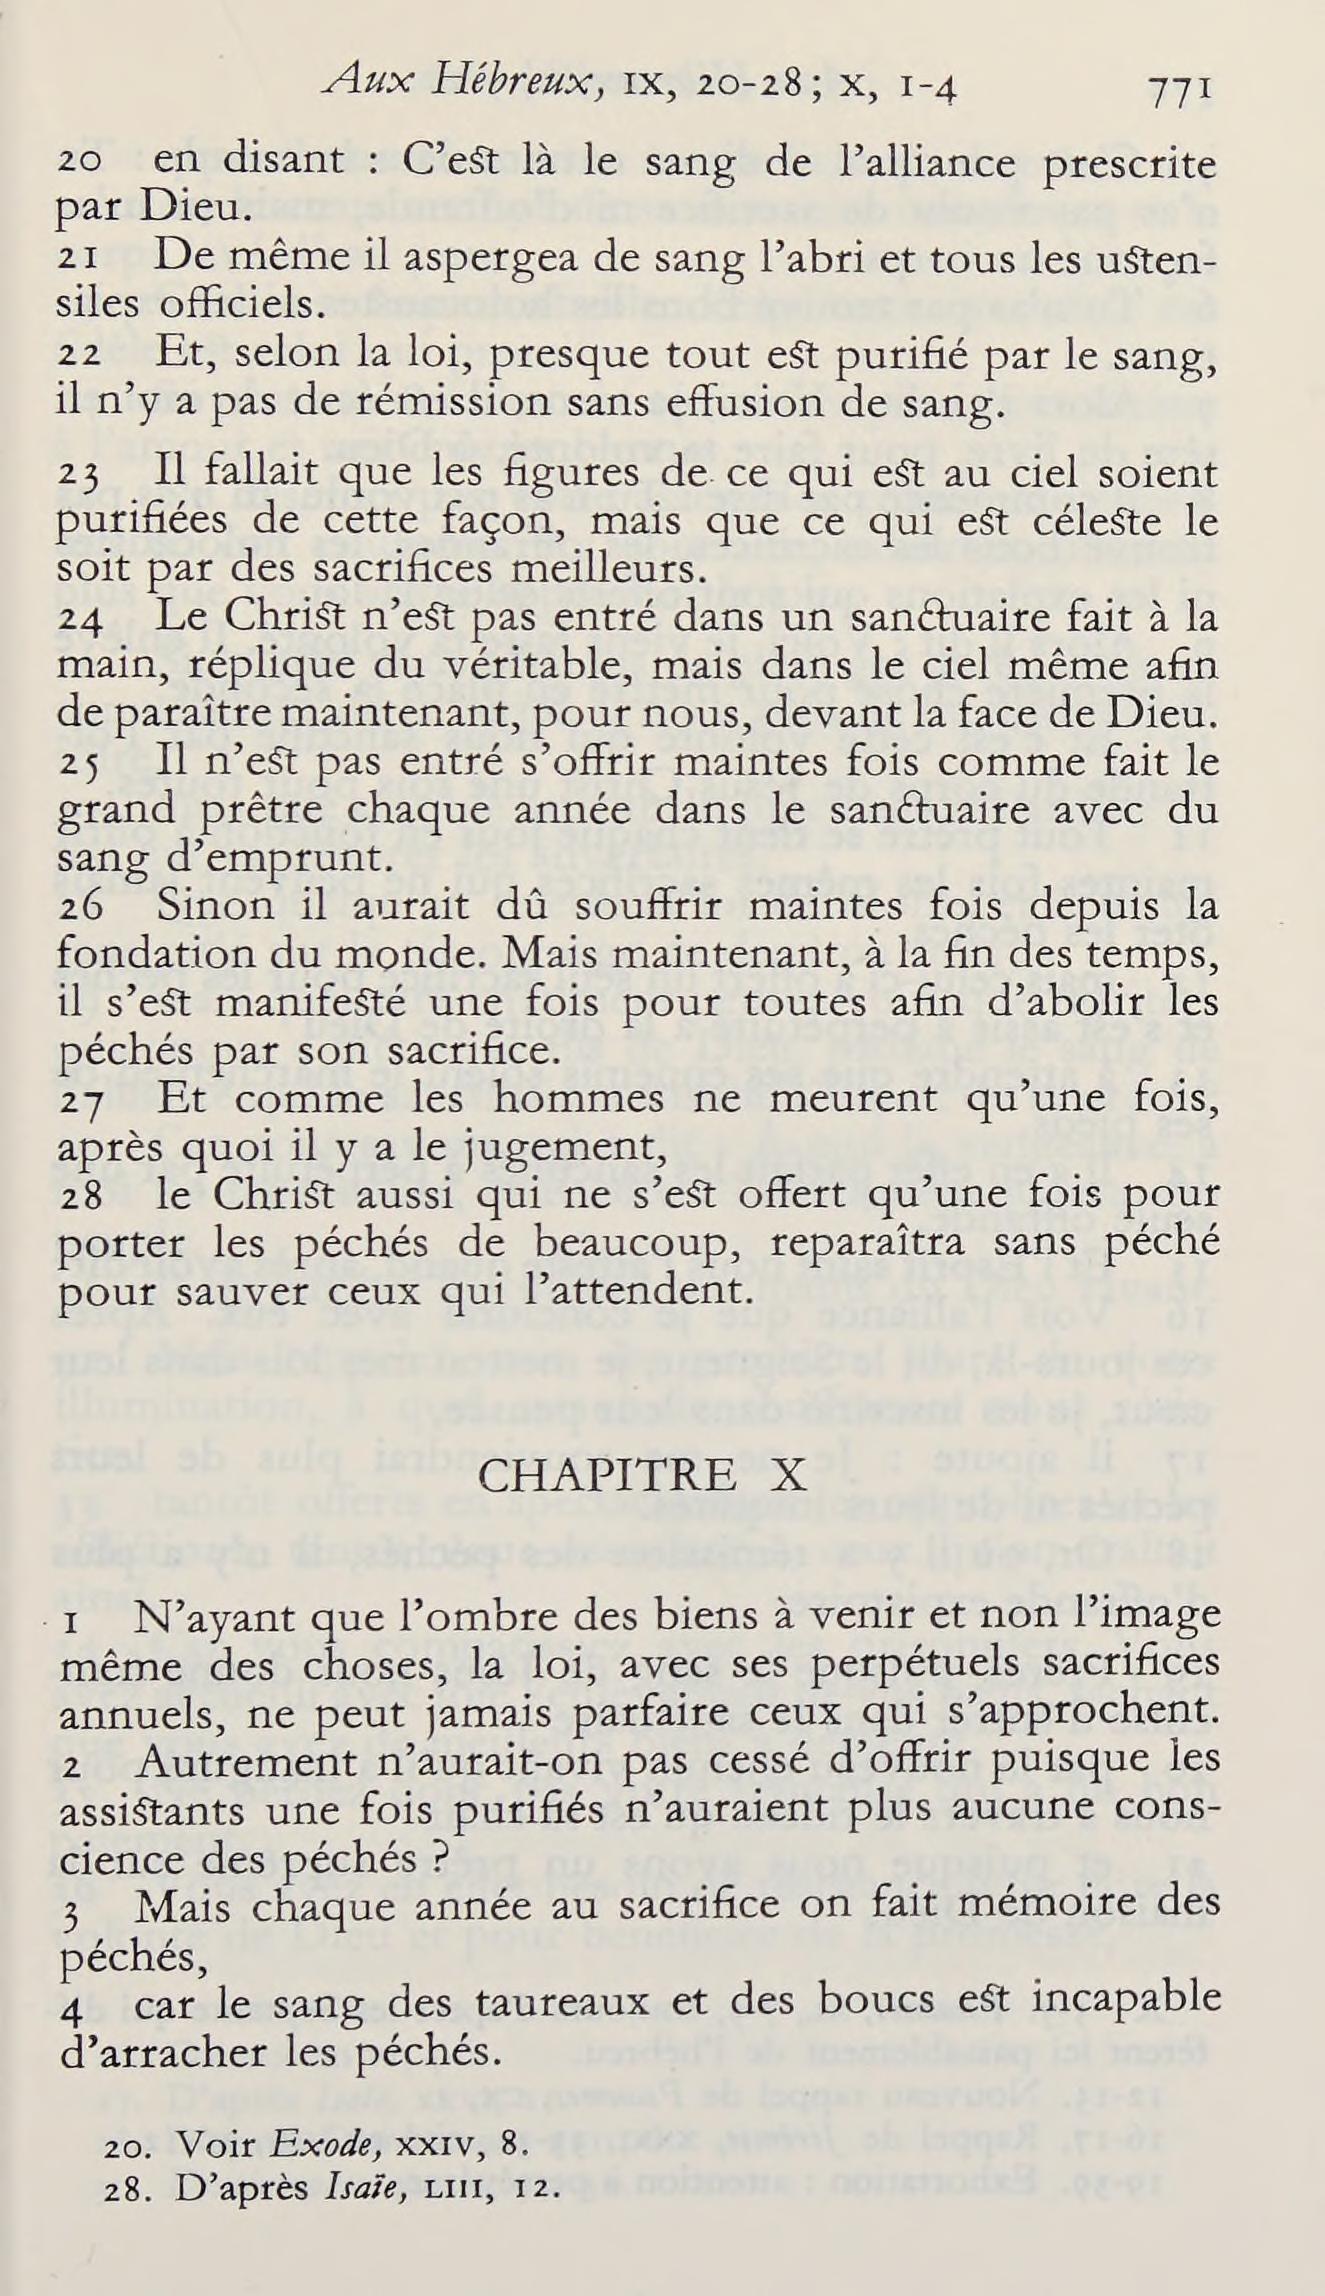 Aux Hébreux, IX, 20-28; X, 1-4 771
20 en disant : C'est là le sang de l'alliance prescrite
par Dieu.
21 De même il aspergea de sang l'abri et tous les usten-
siles officiels.
22 Et, selon la loi, presque tout est purifié par le sang,
il n'y a pas de rémission sans effusion de sang.
23 Il fallait que les figures de ce qui est au ciel soient
purifiées de cette façon, mais que ce qui est céleste le
soit par des sacrifices meilleurs.
24 Le Christ n'est pas entré dans un sanctuaire fait à la
main, réplique du véritable, mais dans le ciel même afin
de paraître maintenant, pour nous, devant la face de Dieu.
25 Il n'est pas entré s'offrir maintes fois comme fait le
grand prêtre chaque année dans le sanctuaire avec du
sang d'emprunt.
26 Sinon il aurait dû souffrir maintes fois depuis la
fondation du monde. Mais maintenant, à la fin des temps,
il s'est manifesté une fois pour toutes afin d'abolir les
péchés par son sacrifice.
27 Et comme les hommes ne meurent qu'une fois,
après quoi il y a le jugement,
28 le Christ aussi qui ne s'est offert qu'une fois pour
porter les péchés de beaucoup, reparaîtra sans péché
pour sauver ceux qui l'attendent.
CHAPITRE X
1 N'ayant que l'ombre des biens à venir et non l'image
même des choses, la loi, avec ses perpétuels sacrifices
annuels, ne peut jamais parfaire ceux qui s'approchent.
2 Autrement n'aurait-on pas cessé d'offrir puisque les
assistants une fois purifiés n'auraient plus aucune cons-
cience des péchés ?
3 Mais chaque année au sacrifice on fait mémoire des
péchés,
4 car le sang des taureaux et des boucs est incapable
d'arracher les péchés.
20. Voir Exode, XXIV, 8.
28. D'après Isaïe, LIII, 12.